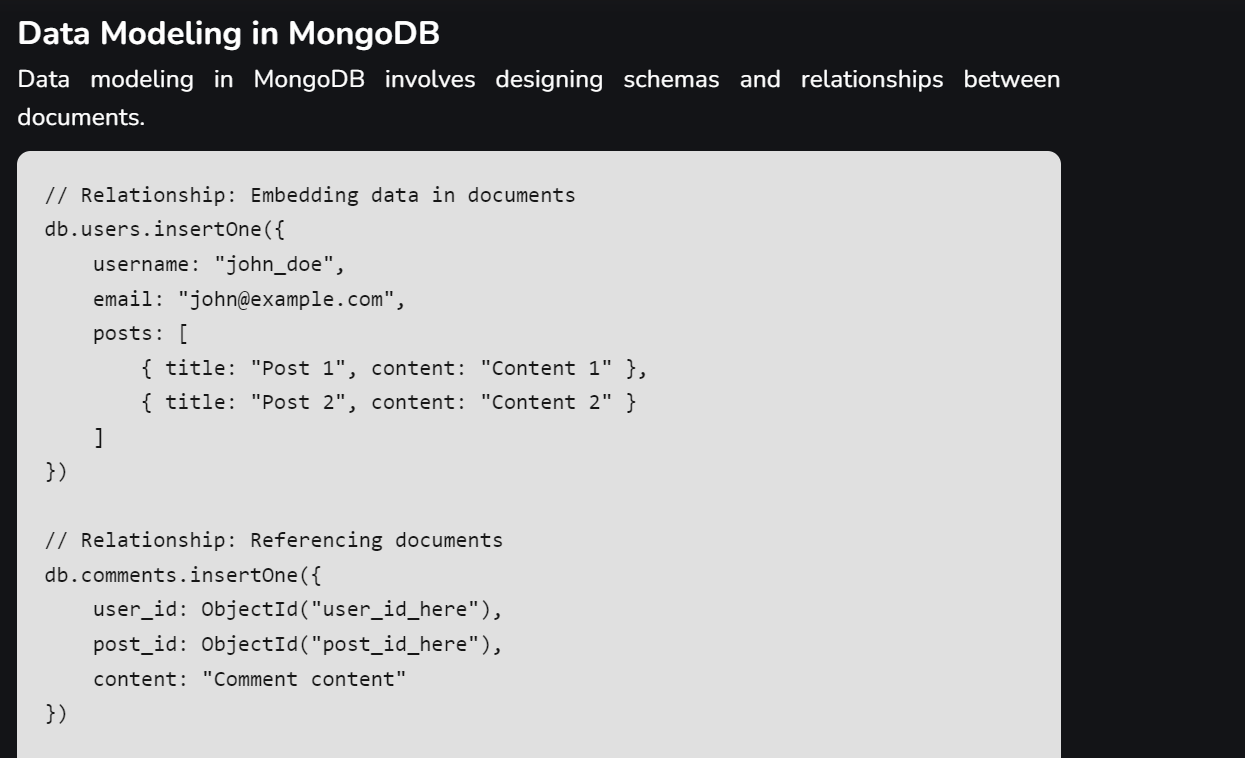 Data Modeling in MongoDB
Data modeling in MongoDB involves designing schemas and relationships between
documents.
// Relationship: Embedding data in documents
db.users.insertOne({
    username: "john_doe",
    email: "john@example.com",
    posts: [
        { title: "Post 1", content: "Content 1" },
        { title: "Post 2", content: "Content 2" }
    ]
})
// Relationship: Referencing documents
db.comments.insertOne({
    user_id: ObjectId("user_id_here"),
    post_id: ObjectId("post_id_here"),
    content: "Comment content"
})